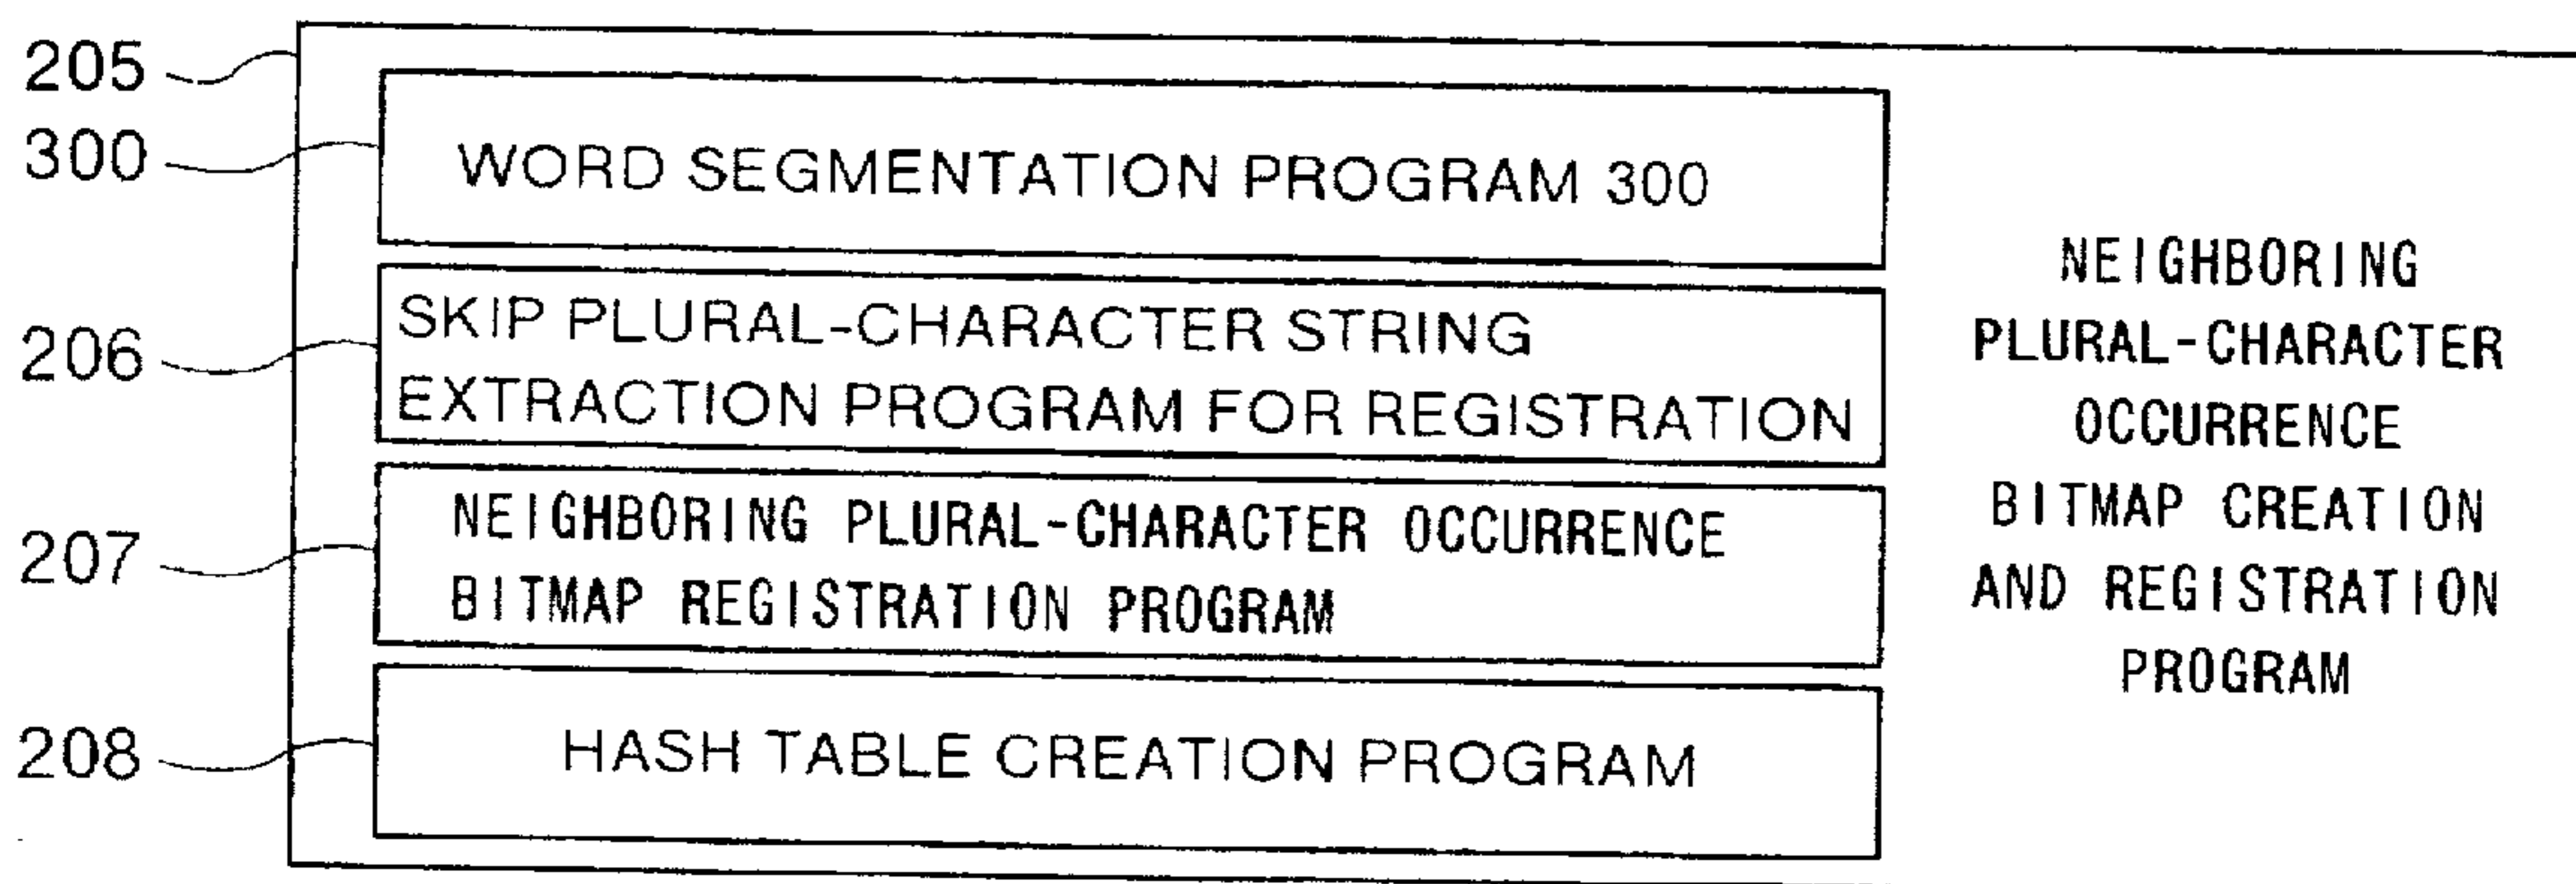 205
300
WORD SEGMENTATION PROGRAM 300
206
SKIP PLURAL-CHARACTER STRING
EXTRACTION PROGRAM FOR REGISTRATION
207
NEIGHBORING PLURAL-CHARACTER OCCURRENCE
BITMAP REGISTRATION PROGRAM
208
HASH TABLE CREATION PROGRAM
NEIGHBORING
PLURAL-CHARACTER
OCCURRENCE
BITMAP CREATION
AND REGISTRATION
PROGRAM